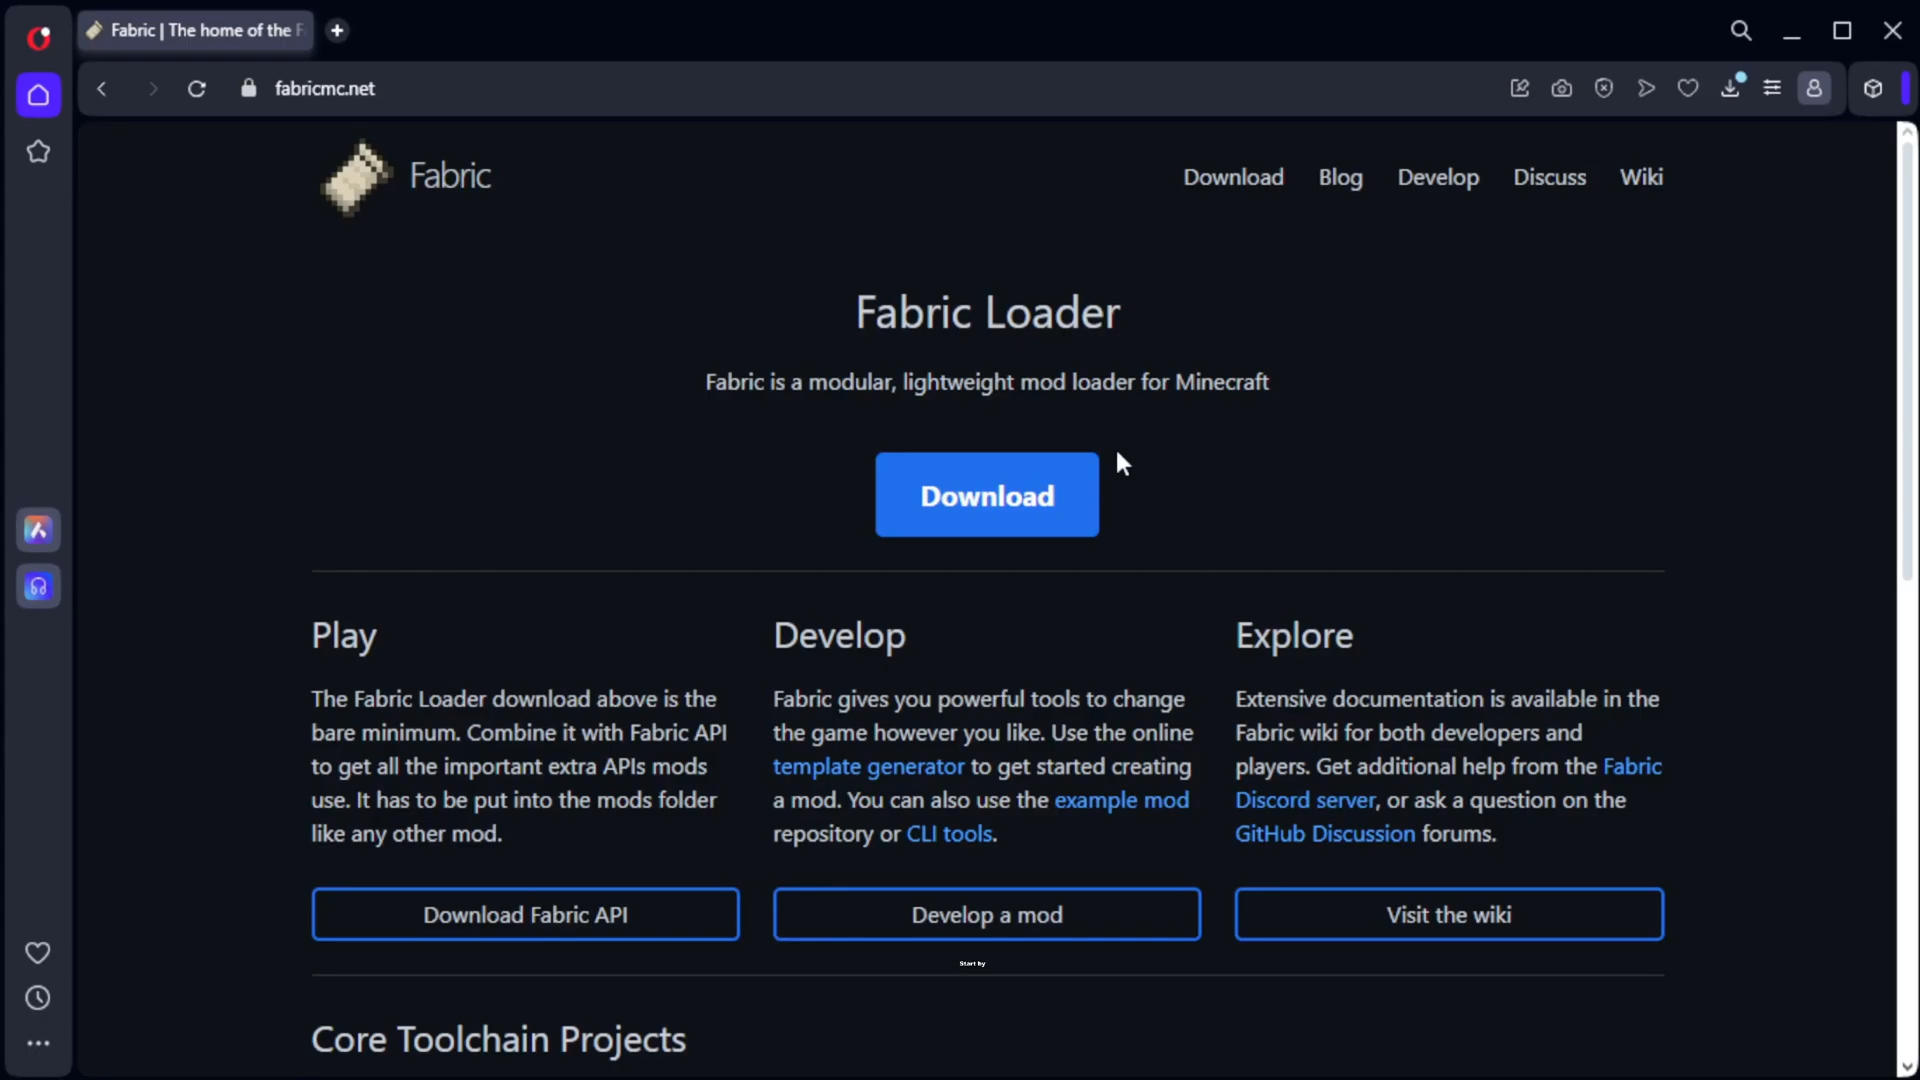 Fabric | The home of the F
fabricmc.net
Fabric
Download Blog Develop Discuss Wiki
Fabric Loader
Fabric is a modular, lightweight mod loader for Minecraft
Download
Play
The Fabric Loader download above is the
bare minimum. Combine it with Fabric API
to get all the important extra APIs mods
use. It has to be put into the mods folder
like any other mod.
Download Fabric API
Develop
Fabric gives you powerful tools to change
the game however you like. Use the online
template generator to get started creating
a mod. You can also use the example mod
repository or CLI tools.
Develop a mod
Explore
Extensive documentation is available in the
Fabric wiki for both developers and
players. Get additional help from the Fabric
Discord server, or ask a question on the
GitHub Discussion forums.
Visit the wiki
Start by
Core Toolchain Projects